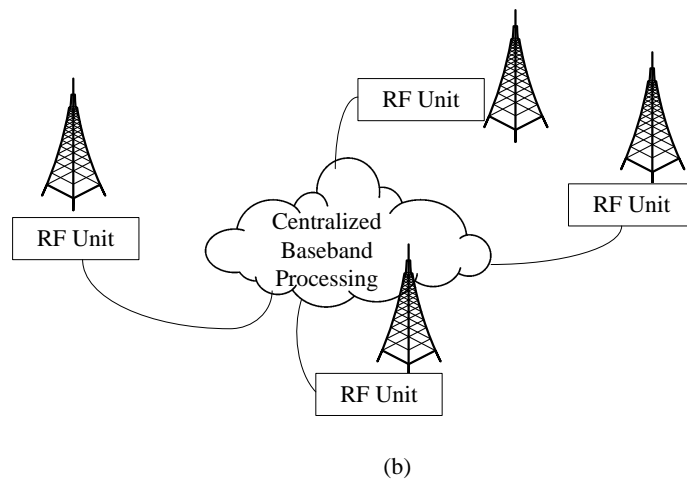 RF Unit
RF Unit
RF Unit
Centralized
Baseband
Processing
RF Unit
(b)